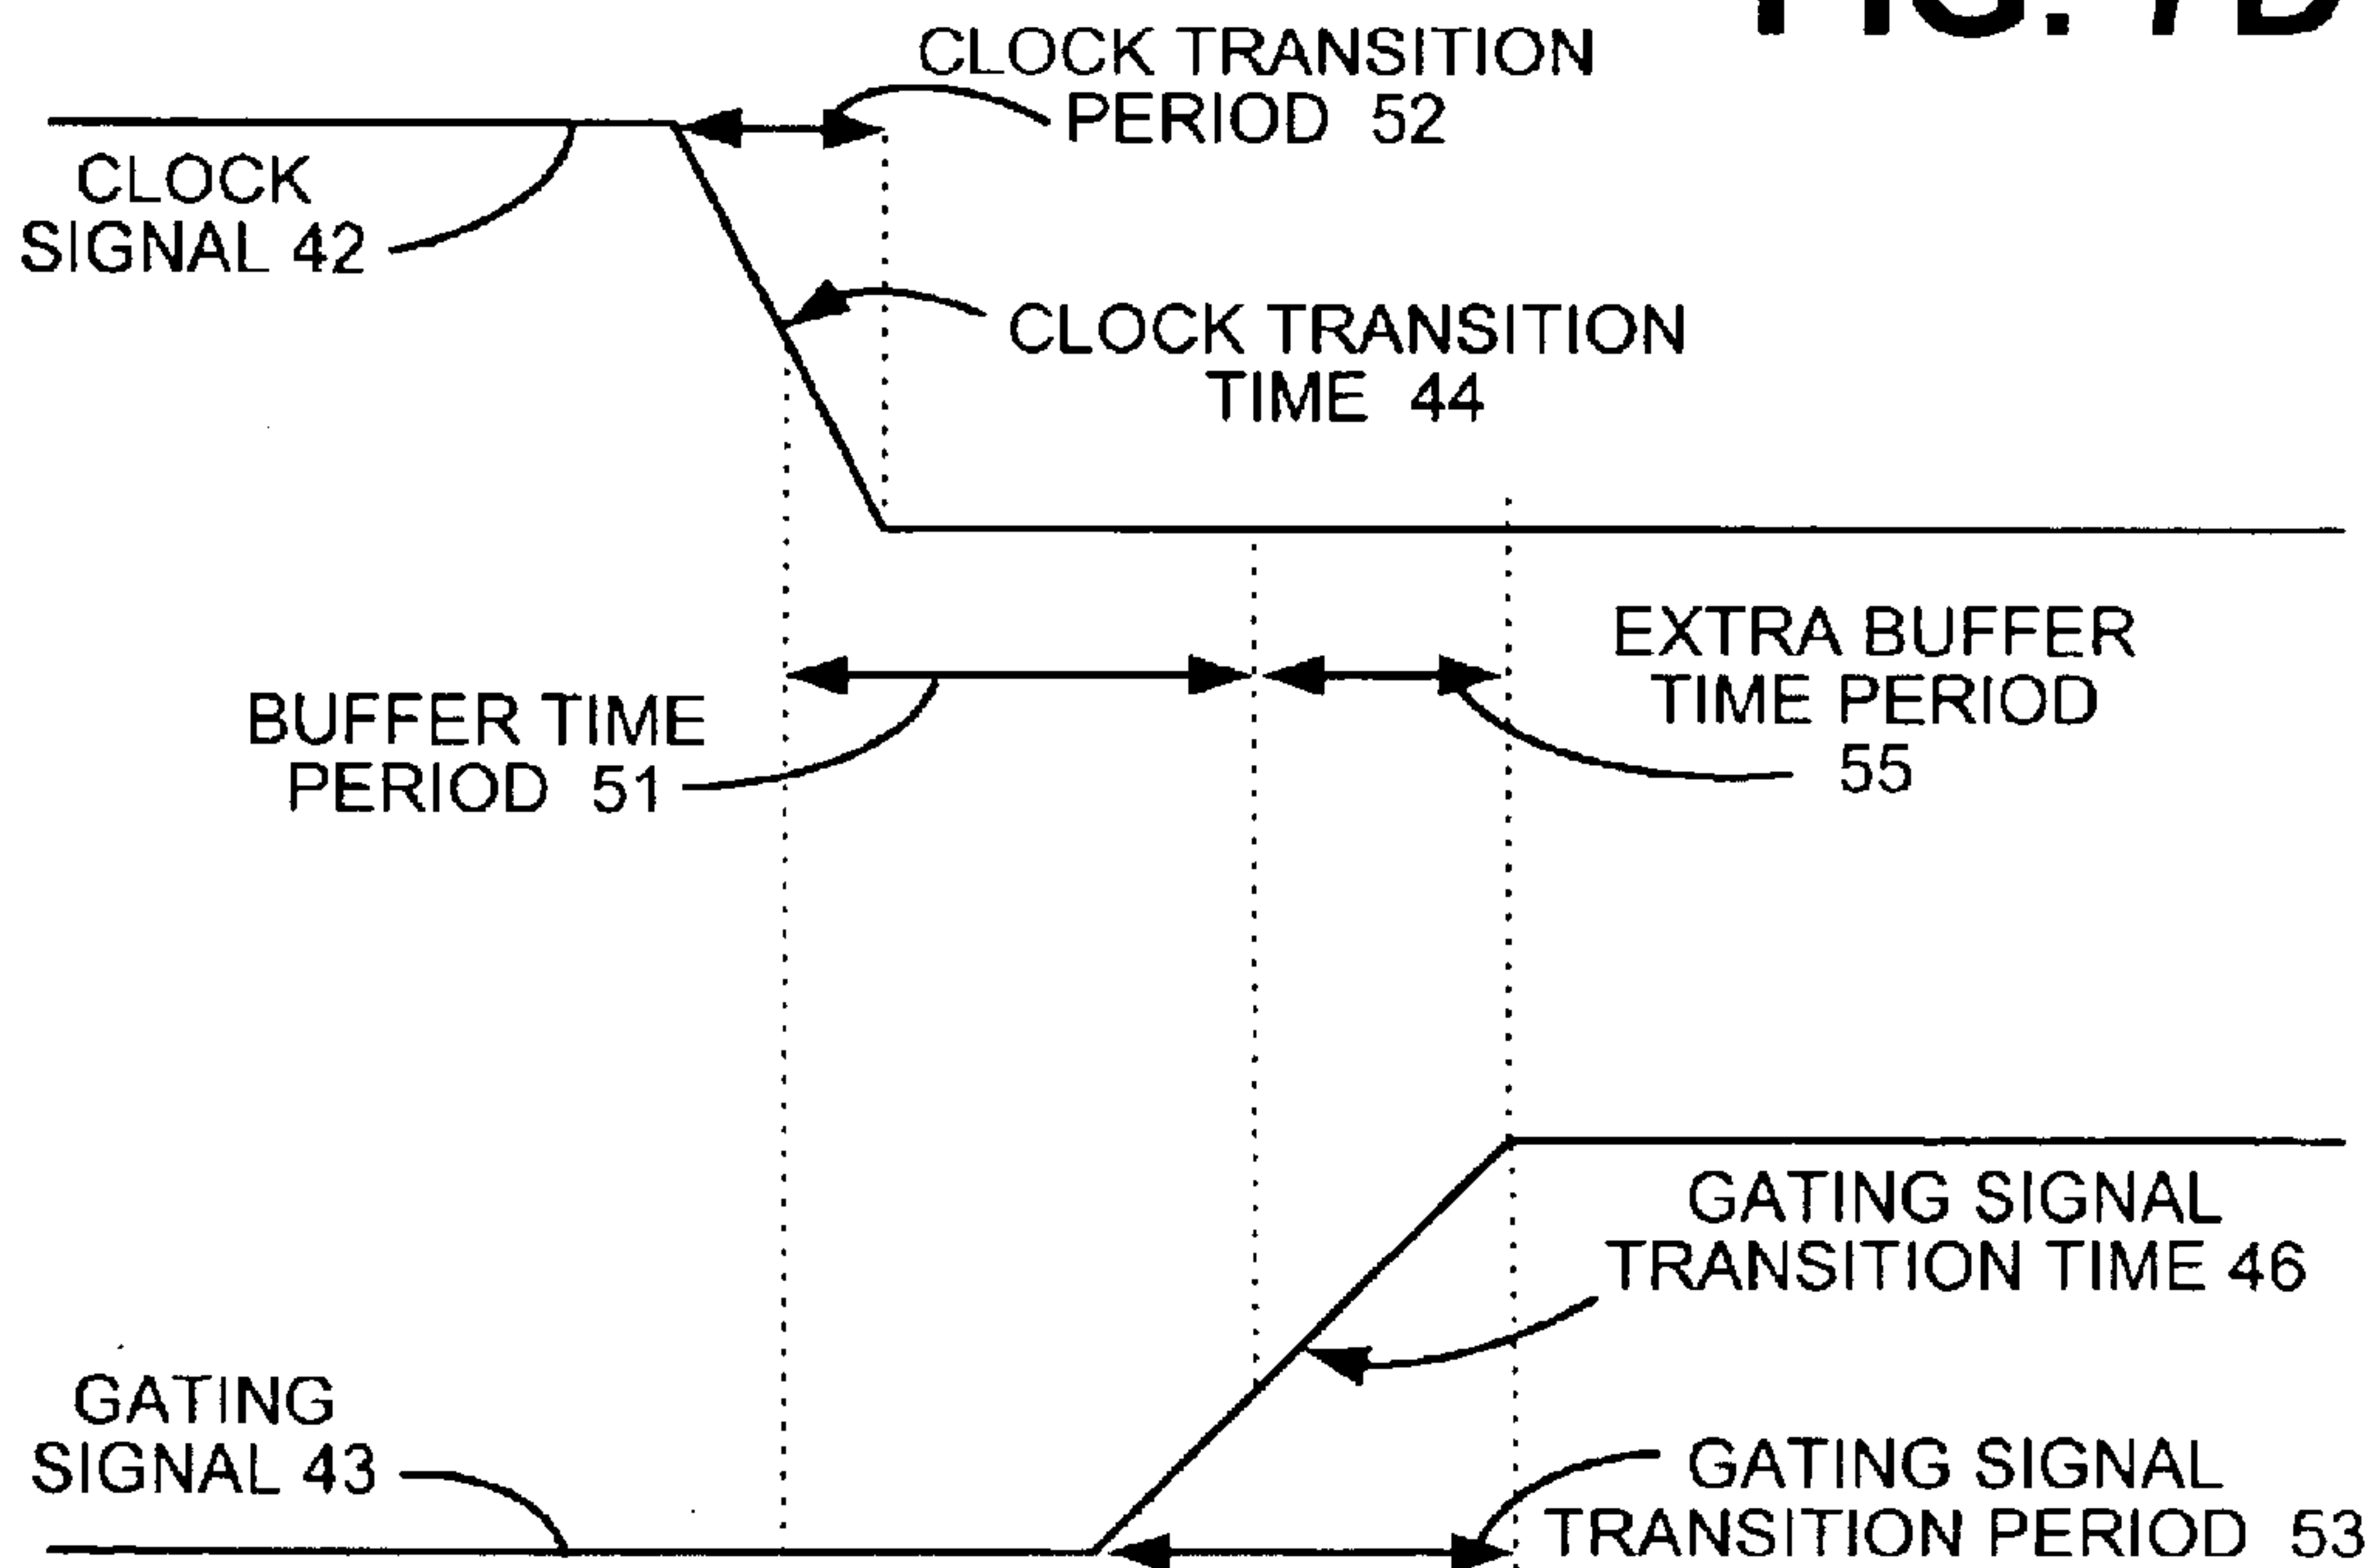 CLOCK TRANSITION
PERIOD 52
CLOCK
SIGNAL 42
CLOCK TRANSITION
TIME 44
EXTRA BUFFER
TIME PERIOD
55
BUFFER TIME
PERIOD 51
GATING SIGNAL
TRANSITION TIME 46
GATING
SIGNAL 43
GATING SIGNAL
TRANSITION PERIOD 53